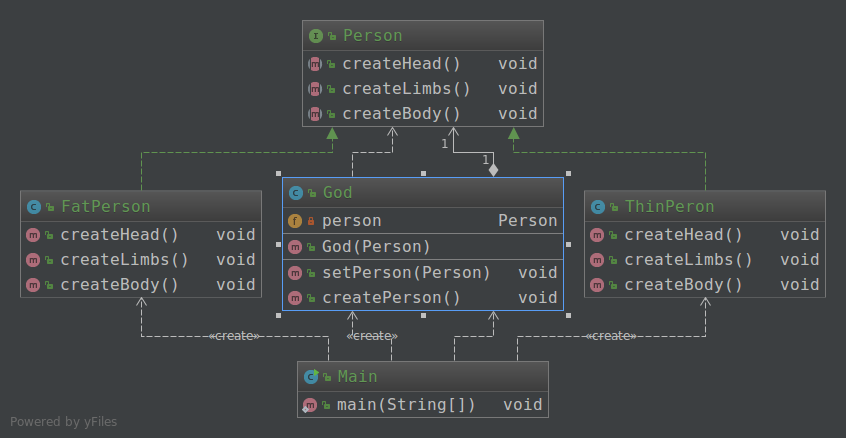 Person
createHead() void
createLimbs() void
createBody() void
1
1
FatPerson
createHead() void
createLimbs() void
createBody() void
God
person Person
God(Person)
setPerson(Person) void
createPerson() void
ThinPeron
createHead() void
createLimbs() void
createBody() void
«create»
«create»
«create»
Main
main(String[]) void
Powered by yFiles